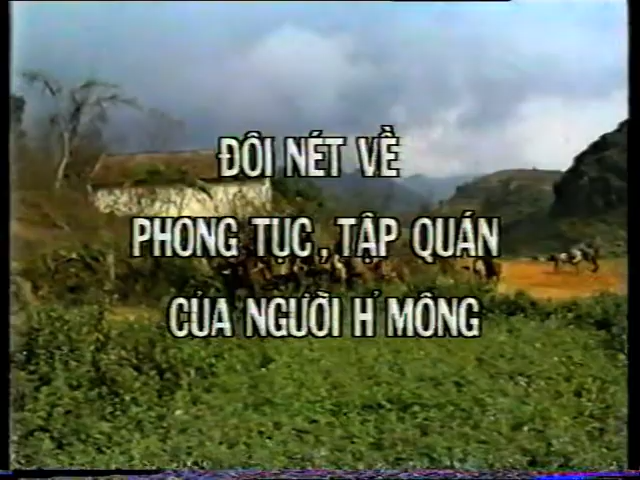 ĐÔI NÉT VỀ
PHONG TỤC, TẬP QUÁN
CỦA NGƯỜI H'MÔNG